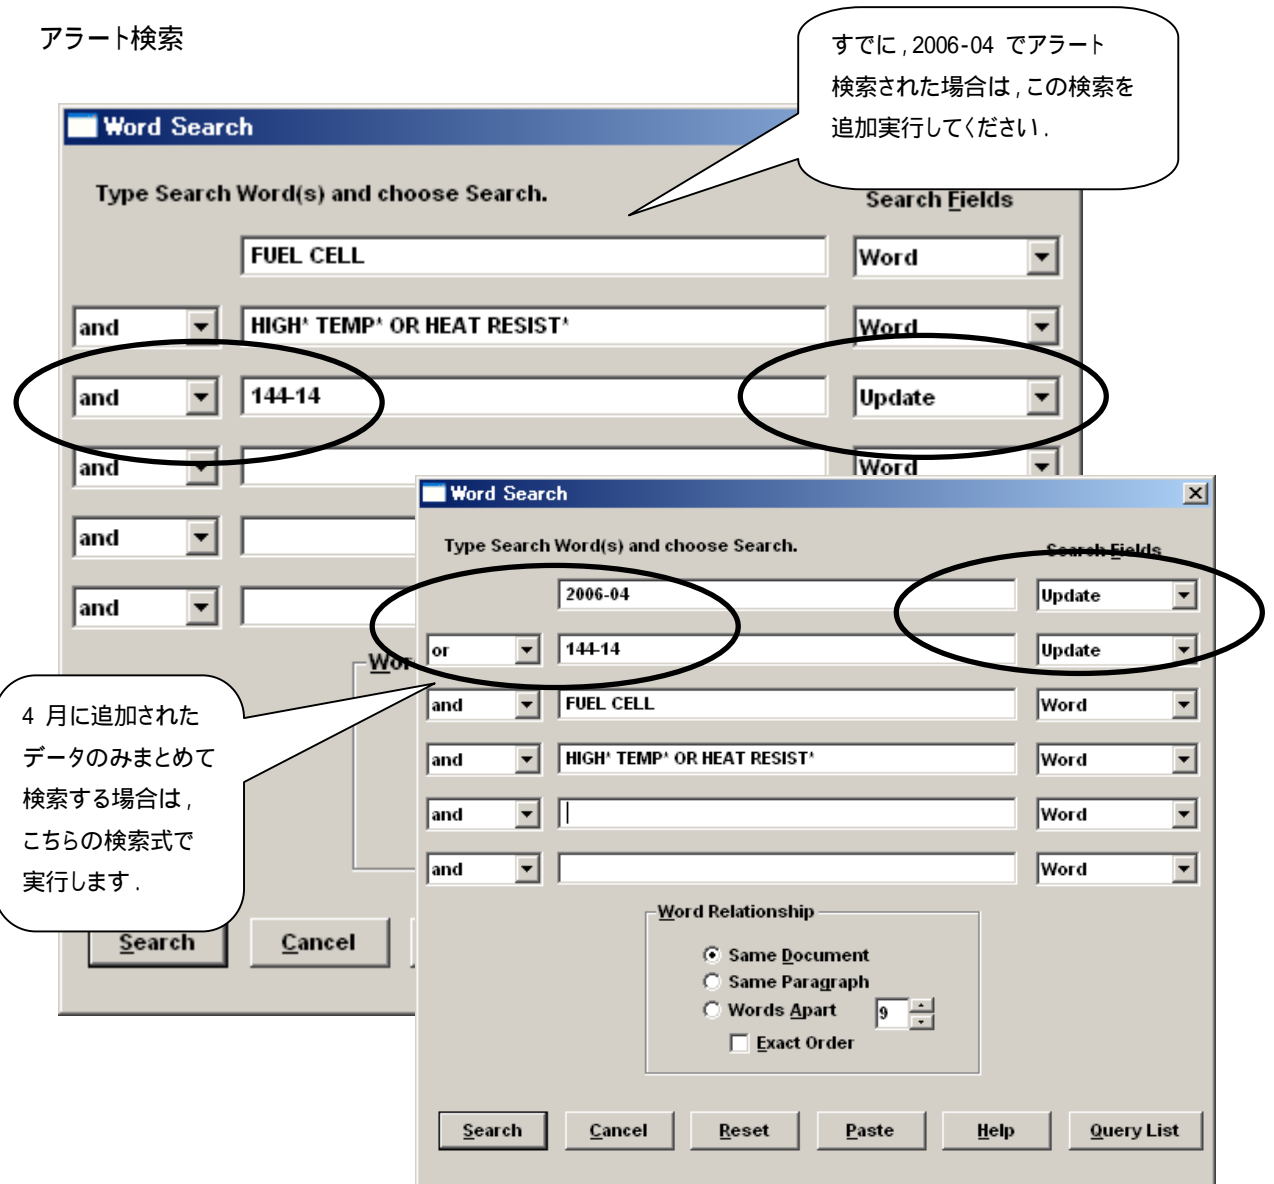 アラート検索
すでに,2006-04 でアラート
検索された場合は,この検索を
追加実行してください.
Word Search
Type Search Word(s) and choose Search.
Search Fields
FUEL CELL
Word
and
HIGH* TEMP* OR HEAT RESIST*
Word
and
144-14
Update
and
Word
and
and
Wor
Search
Cancel
4 月に追加された
データのみまとめて
検索する場合は,
こちらの検索式で
実行します.
Word Search
Type Search Word(s) and choose Search.
Search Fields
2006-04
Update
or
144-14
Update
and
FUEL CELL
Word
and
HIGH* TEMP* OR HEAT RESIST*
Word
and
Word
and
Word
Word Relationship
Same Document
Same Paragraph
Words Apart
9
Exact Order
Search
Cancel
Reset
Paste
Help
Query List